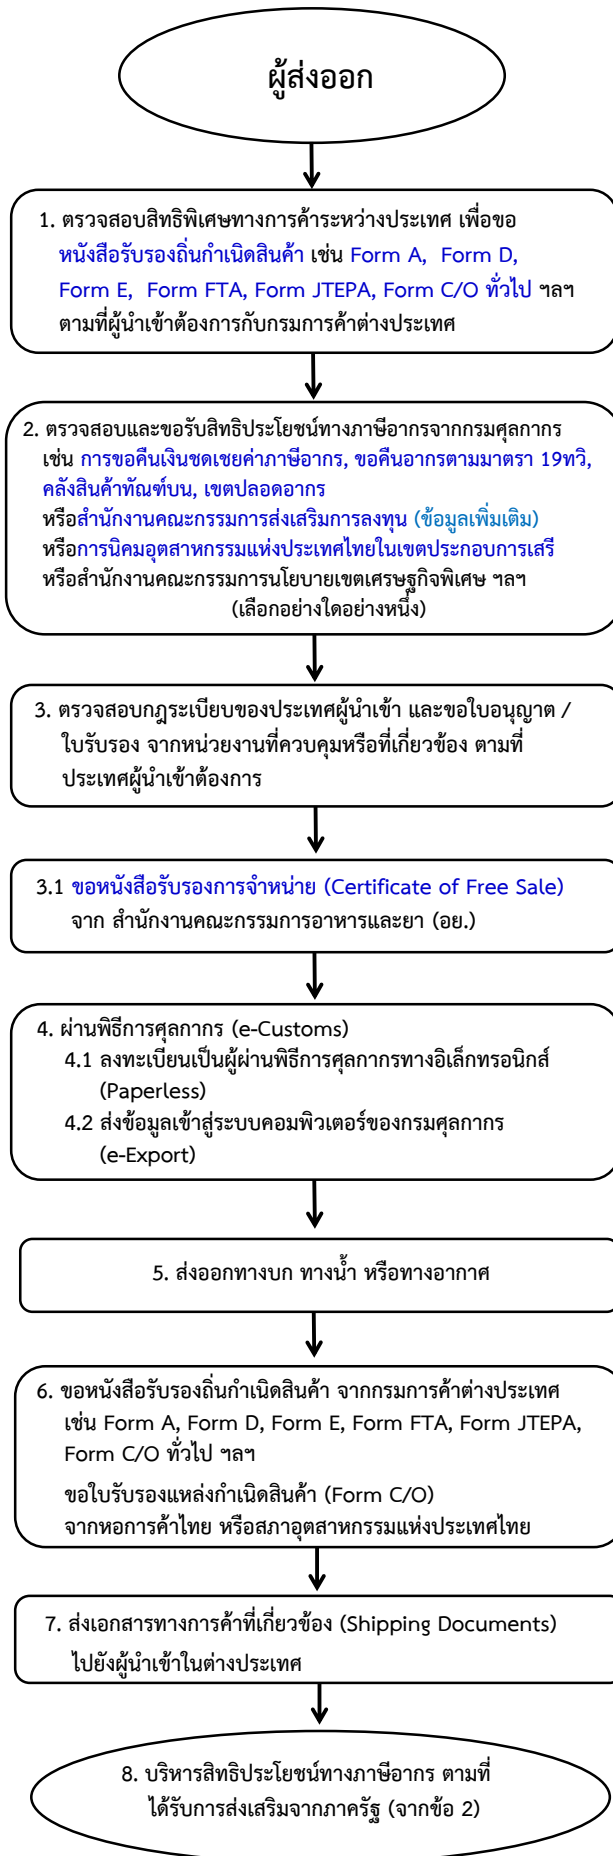 ผู้ส่งออก
1. ตรวจสอบสิทธิพิเศษทางการค้าระหว่างประเทศ เพื่อขอ
หนังสือรับรองถิ่นกำเนิดสินค้า เช่น Form A, Form D,
Form E, Form FTA, Form JTEPA, Form C/O ทั่วไป ฯลฯ
ตามที่ผู้นำเข้าต้องการกับกรมการค้าต่างประเทศ
2. ตรวจสอบและขอรับสิทธิประโยชน์ทางภาษีอากรจากกรมศุลกากร
เช่น การขอคืนเงินชดเชยค่าภาษีอากร, ขอคืนอากรตามมาตรา 19ทวิ,
คลังสินค้าทัณฑ์บน, เขตปลอดอากร
หรือสำนักงานคณะกรรมการส่งเสริมการลงทุน (ข้อมูลเพิ่มเติม)
หรือการนิคมอุตสาหกรรมแห่งประเทศไทยในเขตประกอบการเสรี
หรือสำนักงานคณะกรรมการนโยบายเขตเศรษฐกิจพิเศษ ฯลฯ
(เลือกอย่างใดอย่างหนึ่ง)
3. ตรวจสอบกฎระเบียบของประเทศผู้นำเข้า และขอใบอนุญาต /
ใบรับรอง จากหน่วยงานที่ควบคุมหรือที่เกี่ยวข้อง ตามที่
ประเทศผู้นำเข้าต้องการ
3.1 ขอหนังสือรับรองการจำหน่าย (Certificate of Free Sale)
จาก สำนักงานคณะกรรมการอาหารและยา (อย.)
4. ผ่านพิธีการศุลกากร (e-Customs)
4.1 ลงทะเบียนเป็นผู้ผ่านพิธีการศุลกากรทางอิเล็กทรอนิกส์
(Paperless)
4.2 ส่งข้อมูลเข้าสู่ระบบคอมพิวเตอร์ของกรมศุลกากร
(e-Export)
5. ส่งออกทางบก ทางน้ำ หรือทางอากาศ
6. ขอหนังสือรับรองถิ่นกำเนิดสินค้า จากกรมการค้าต่างประเทศ
เช่น Form A, Form D, Form E, Form FTA, Form JTEPA,
Form C/O ทั่วไป ฯลฯ
ขอใบรับรองแหล่งกำเนิดสินค้า (Form C/O)
จากหอการค้าไทย หรือสภาอุตสาหกรรมแห่งประเทศไทย
7. ส่งเอกสารทางการค้าที่เกี่ยวข้อง (Shipping Documents)
ไปยังผู้นำเข้าในต่างประเทศ
8. บริหารสิทธิประโยชน์ทางภาษีอากร ตามที่
ได้รับการส่งเสริมจากภาครัฐ (จากข้อ 2)